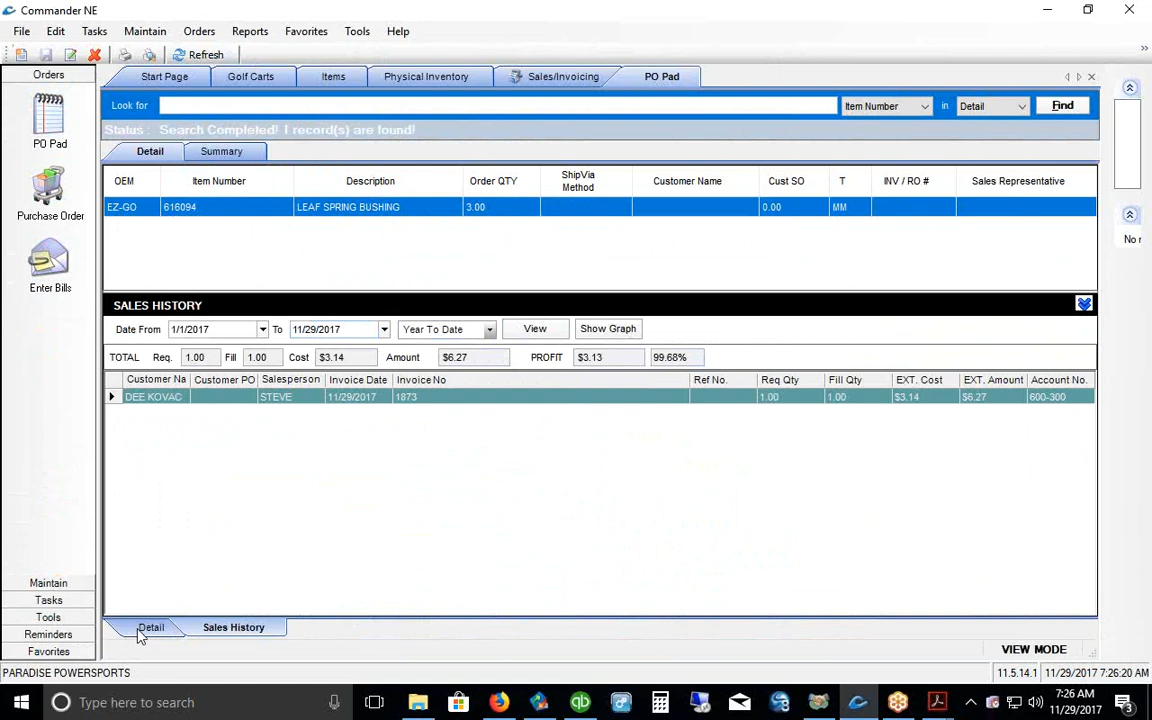 Commander NE
File Edit Tasks Maintain Orders Reports Favorites Tools Help
Refresh
Orders
Start Page Golf Carts Items Physical Inventory Sales/Invoicing PO Pad
Look for Item Number in Detail Find
Status : Search Completed! 1 record(s) are found!
PO Pad
Detail Summary
OEM Item Number Description Order QTY ShipVia Method Customer Name Cust SO T INV / RO # Sales Representative
EZ-GO 616094 LEAF SPRING BUSHING 3.00 0.00 MM
Purchase Order
No r
Enter Bills
SALES HISTORY
Date From 1/1/2017 To 11/29/2017 Year To Date View Show Graph
TOTAL Req. 1.00 Fill 1.00 Cost $3.14 Amount $6.27 PROFIT $3.13 99.68%
Customer Na Customer PO Salesperson Invoice Date Invoice No Ref No. Req Qty Fill Qty EXT. Cost EXT. Amount Account No.
DEE KOVAC STEVE 11/29/2017 1873 1.00 1.00 $3.14 $6.27 600-300
Maintain
Tasks
Tools
Reminders
Favorites
Detail Sales History
VIEW MODE
PARADISE POWERSPORTS 11.5.14.1 11/29/2017 7:26:20 AM
Type here to search
7:26 AM
11/29/2017
3